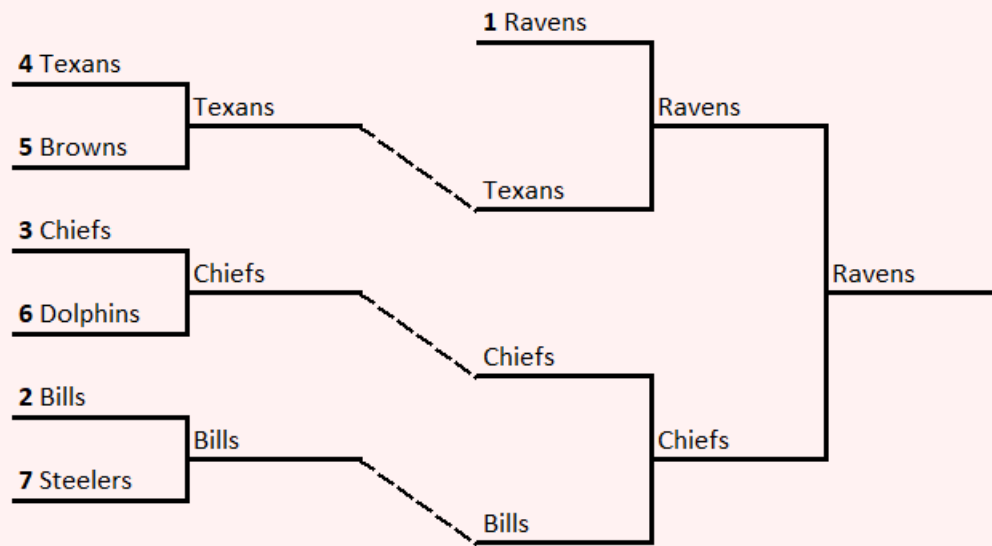 4 Texans
5 Browns
Texans
3 Chiefs
6 Dolphins
Chiefs
2 Bills
7 Steelers
Bills
1 Ravens
Texans
Ravens
Chiefs
Bills
Chiefs
Ravens